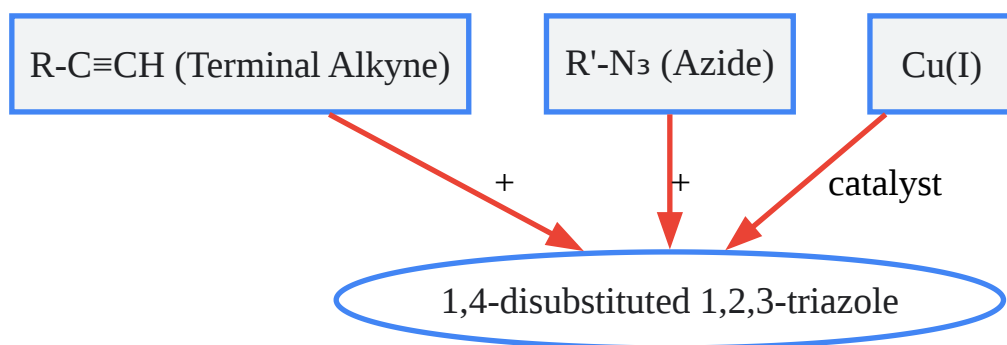 R-C≡CH (Terminal Alkyne)
R'-N₃ (Azide)
Cu(I)
+
+
catalyst
1,4-disubstituted 1,2,3-triazole